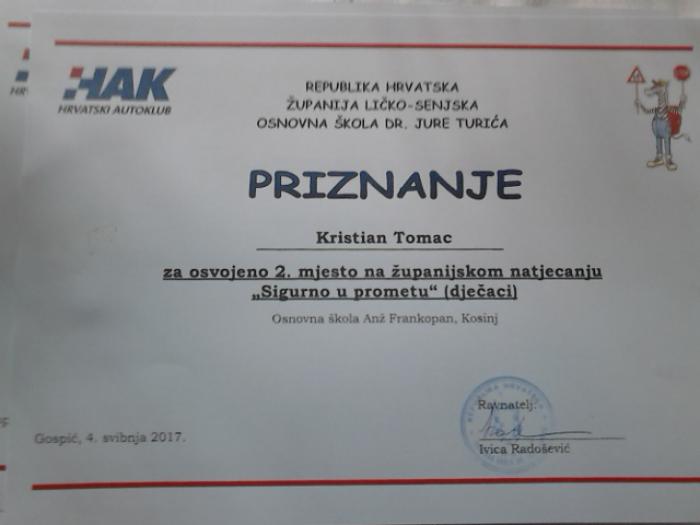 HAK
HRVATSKI AUTOKLUB
REPUBLIKA HRVATSKA
ŽUPANIJA LIČKO-SENJSKA
OSNOVNA ŠKOLA DR. JURE TURIĆA
PRIZNANJE
Kristian Tomac
za osvojeno 2. mjesto na županijskom natjecanju
„Sigurno u prometu“ (dječaci)
Osnovna škola Anž Frankopan, Kosinj
Ravnatelj:
Gospić, 4. svibnja 2017.
Ivica Radošević
REPUBLIKA HRVATSKA